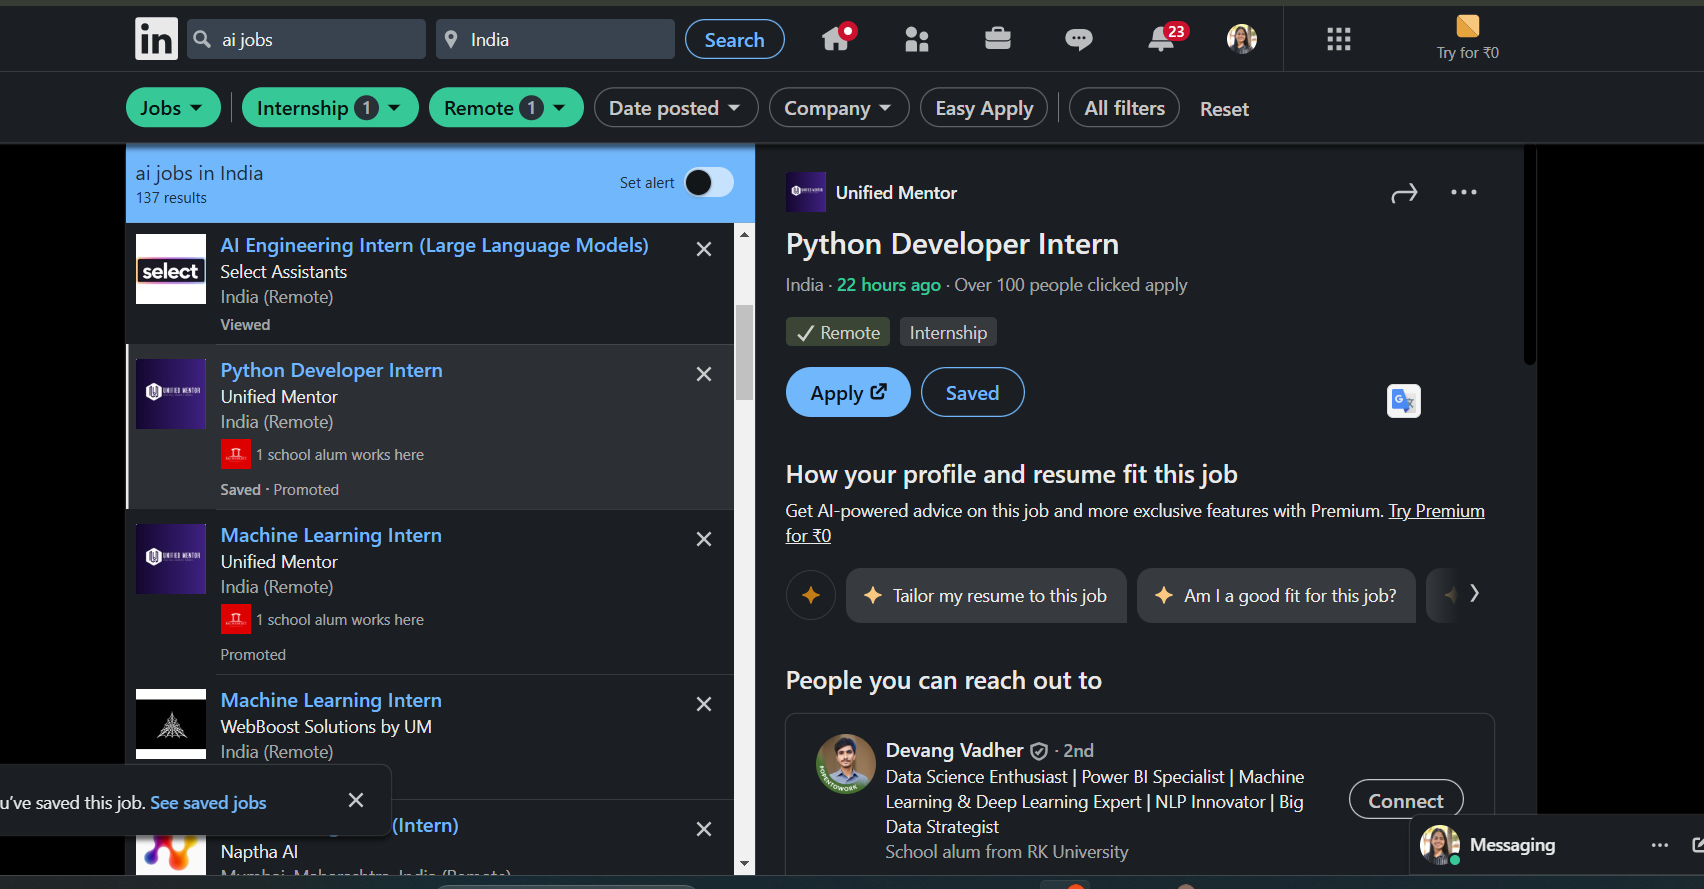 in
ai jobs
India
Search
23
Try for ₹0
Jobs
Internship 1
Remote 1
Date posted
Company
Easy Apply
All filters
Reset
ai jobs in India
137 results
Set alert
select
AI Engineering Intern (Large Language Models)
Select Assistants
India (Remote)
Viewed
UNIFIED MENTOR
Python Developer Intern
Unified Mentor
India (Remote)
1 school alum works here
Saved · Promoted
UNIFIED MENTOR
Machine Learning Intern
Unified Mentor
India (Remote)
1 school alum works here
Promoted
Machine Learning Intern
WebBoost Solutions by UM
India (Remote)
u've saved this job. See saved jobs
(Intern)
Naptha AI
Mumbai, Maharashtra, India (Remote)
Unified Mentor
Python Developer Intern
India · 22 hours ago · Over 100 people clicked apply
Remote
Internship
Apply
Saved
How your profile and resume fit this job
Get AI-powered advice on this job and more exclusive features with Premium. Try Premium
for ₹0
Tailor my resume to this job
Am I a good fit for this job?
People you can reach out to
#OPENTOWORK
Devang Vadher · 2nd
Data Science Enthusiast | Power BI Specialist | Machine
Learning & Deep Learning Expert | NLP Innovator | Big
Data Strategist
School alum from RK University
Connect
Messaging